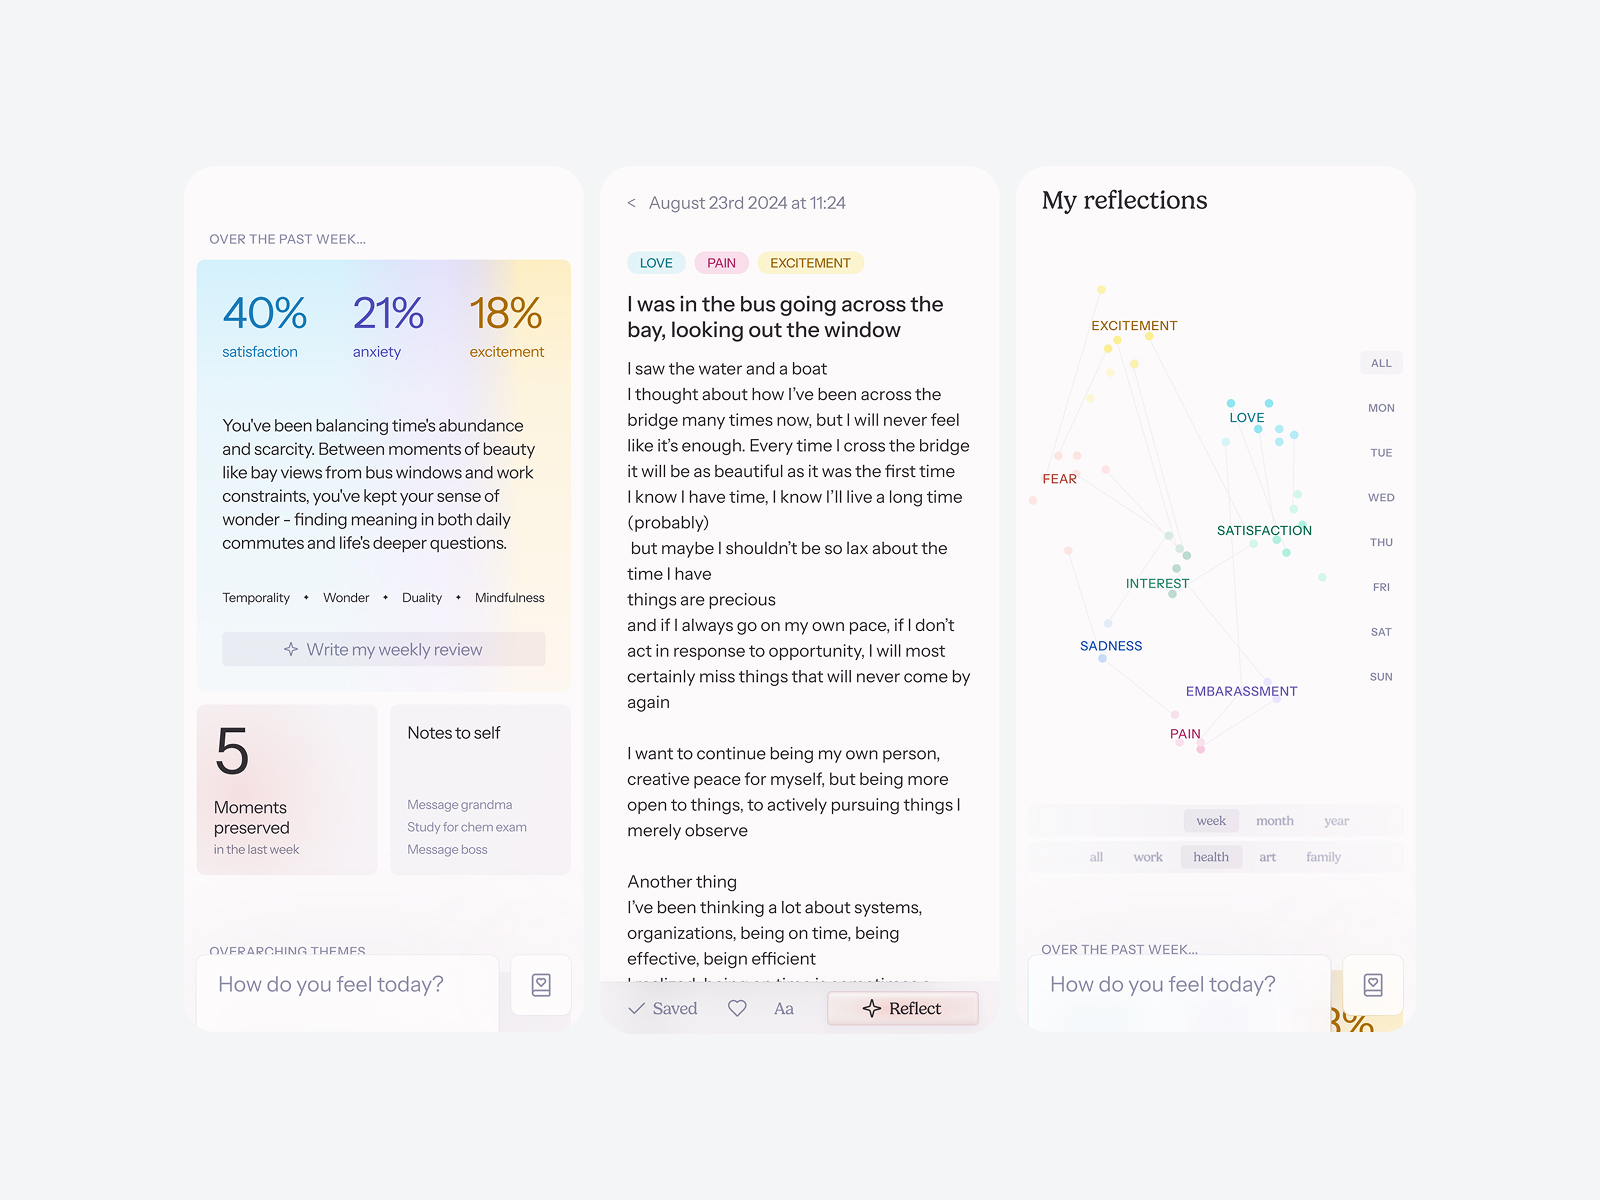 OVER THE PAST WEEK...
40% 21% 18%
satisfaction anxiety excitement
You've been balancing time's abundance
and scarcity. Between moments of beauty
like bay views from bus windows and work
constraints, you've kept your sense of
wonder - finding meaning in both daily
commutes and life's deeper questions.
Temporality Wonder Duality Mindfulness
Write my weekly review
5
Moments
preserved
in the last week
Notes to self
Message grandma
Study for chem exam
Message boss
OVERARCHING THEMES
How do you feel today?
< August 23rd 2024 at 11:24
LOVE PAIN EXCITEMENT
I was in the bus going across the
bay, looking out the window
I saw the water and a boat
I thought about how I've been across the
bridge many times now, but I will never feel
like it's enough. Every time I cross the bridge
it will be as beautiful as it was the first time
I know I have time, I know I'll live a long time
(probably)
but maybe I shouldn't be so lax about the
time I have
things are precious
and if I always go on my own pace, if I don't
act in response to opportunity, I will most
certainly miss things that will never come by
again
I want to continue being my own person,
creative peace for myself, but being more
open to things, to actively pursuing things I
merely observe
Another thing
I've been thinking a lot about systems,
organizations, being on time, being
effective, beign efficient
I realized, being on time is sometimes a
Saved Aa Reflect
My reflections
EXCITEMENT
LOVE
FEAR
SATISFACTION
INTEREST
SADNESS
EMBARASSMENT
PAIN
ALL
MON
TUE
WED
THU
FRI
SAT
SUN
week month year
all work health art family
OVER THE PAST WEEK...
How do you feel today?
8%